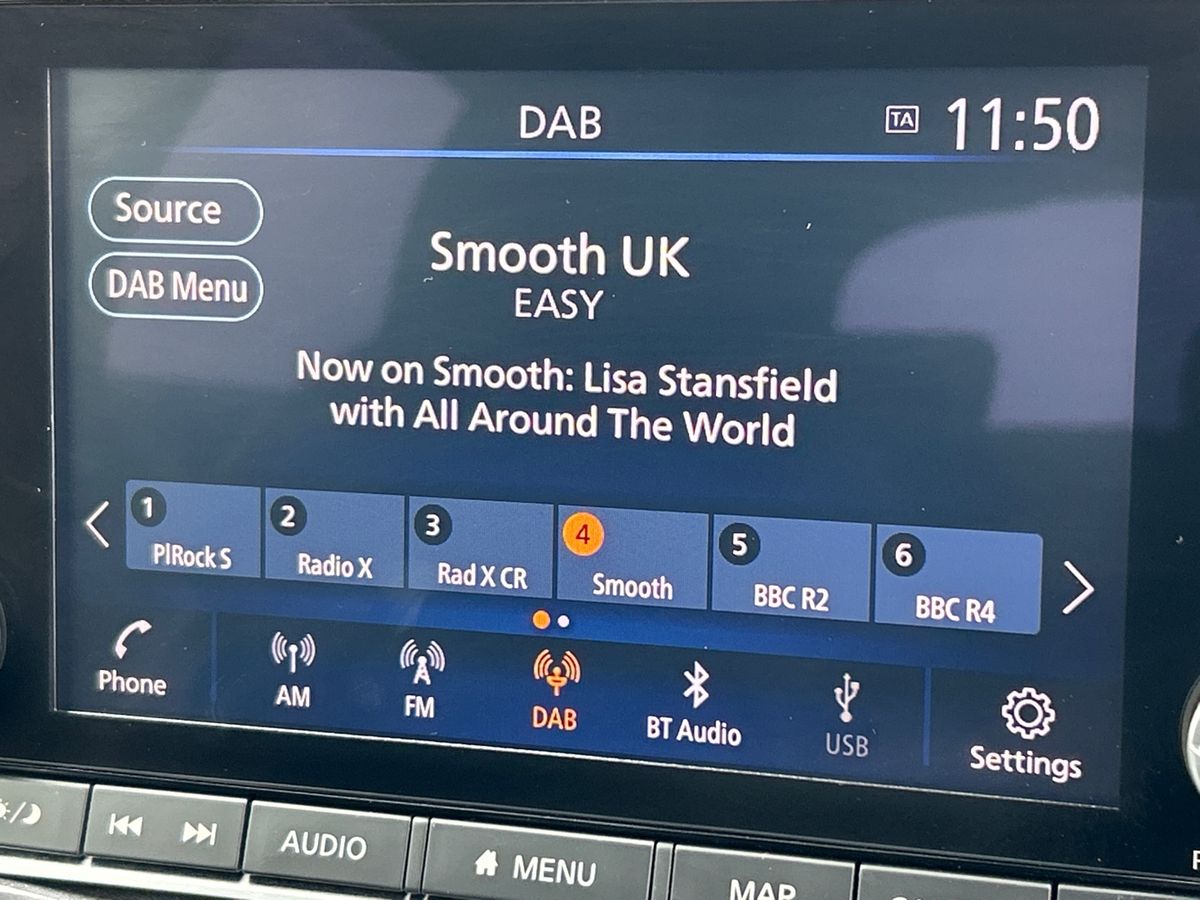 DAB
TA 11:50
Source
DAB Menu
Smooth UK
EASY
Now on Smooth: Lisa Stansfield
with All Around The World
1 2 3 4 5 6
PlRock S Radio X Rad X CR Smooth BBC R2 BBC R4
Phone AM FM DAB BT Audio USB Settings
AUDIO MENU MAP